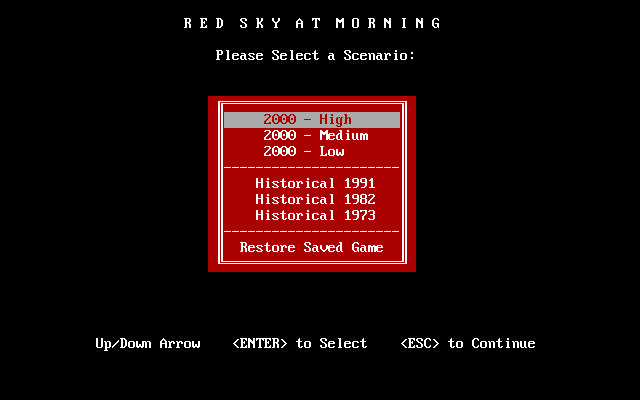 RED SKY AT MORNING
Please Select a Scenario:
2000 - High
2000 - Medium
2000 - Low
Historical 1991
Historical 1982
Historical 1973
Restore Saved Game
Up/Down Arrow <ENTER> to Select <ESC> to Continue